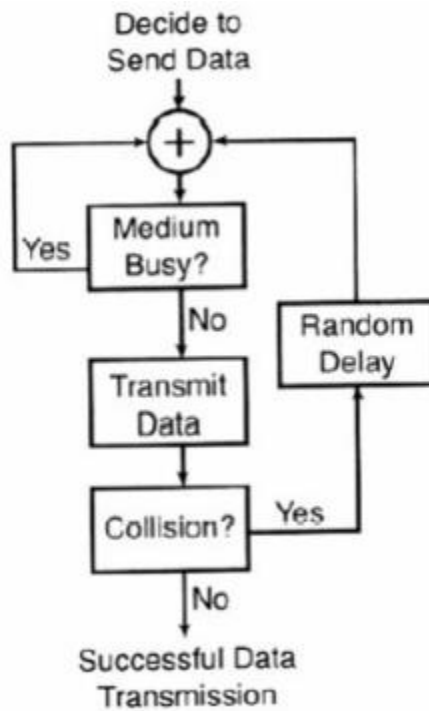 Decide to
Send Data
+
Medium
Busy?
Yes
No
Random
Delay
Transmit
Data
Collision?
Yes
No
Successful Data
Transmission